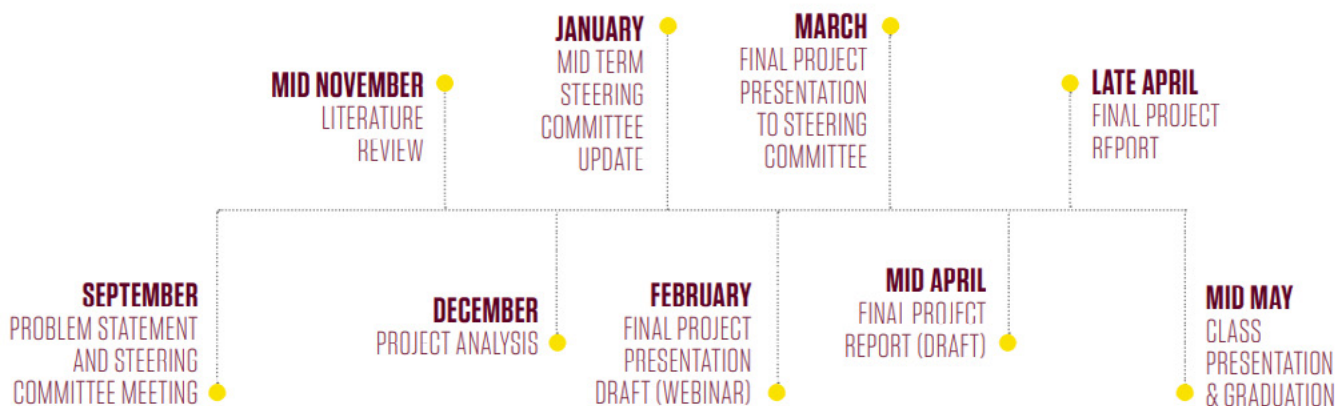 JANUARY
MID TERM
STEERING
COMMITTEE
UPDATE
MARCH
FINAL PROJECT
PRESENTATION
TO STEERING
COMMITTEE
MID NOVEMBER
LITERATURE
REVIEW
LATE APRIL
FINAL PROJECT
REPORT
SEPTEMBER
PROBLEM STATEMENT
AND STEERING
COMMITTEE MEETING
DECEMBER
PROJECT ANALYSIS
FEBRUARY
FINAL PROJECT
PRESENTATION
DRAFT (WEBINAR)
MID APRIL
FINAL PROJECT
REPORT (DRAFT)
MID MAY
CLASS
PRESENTATION
& GRADUATION